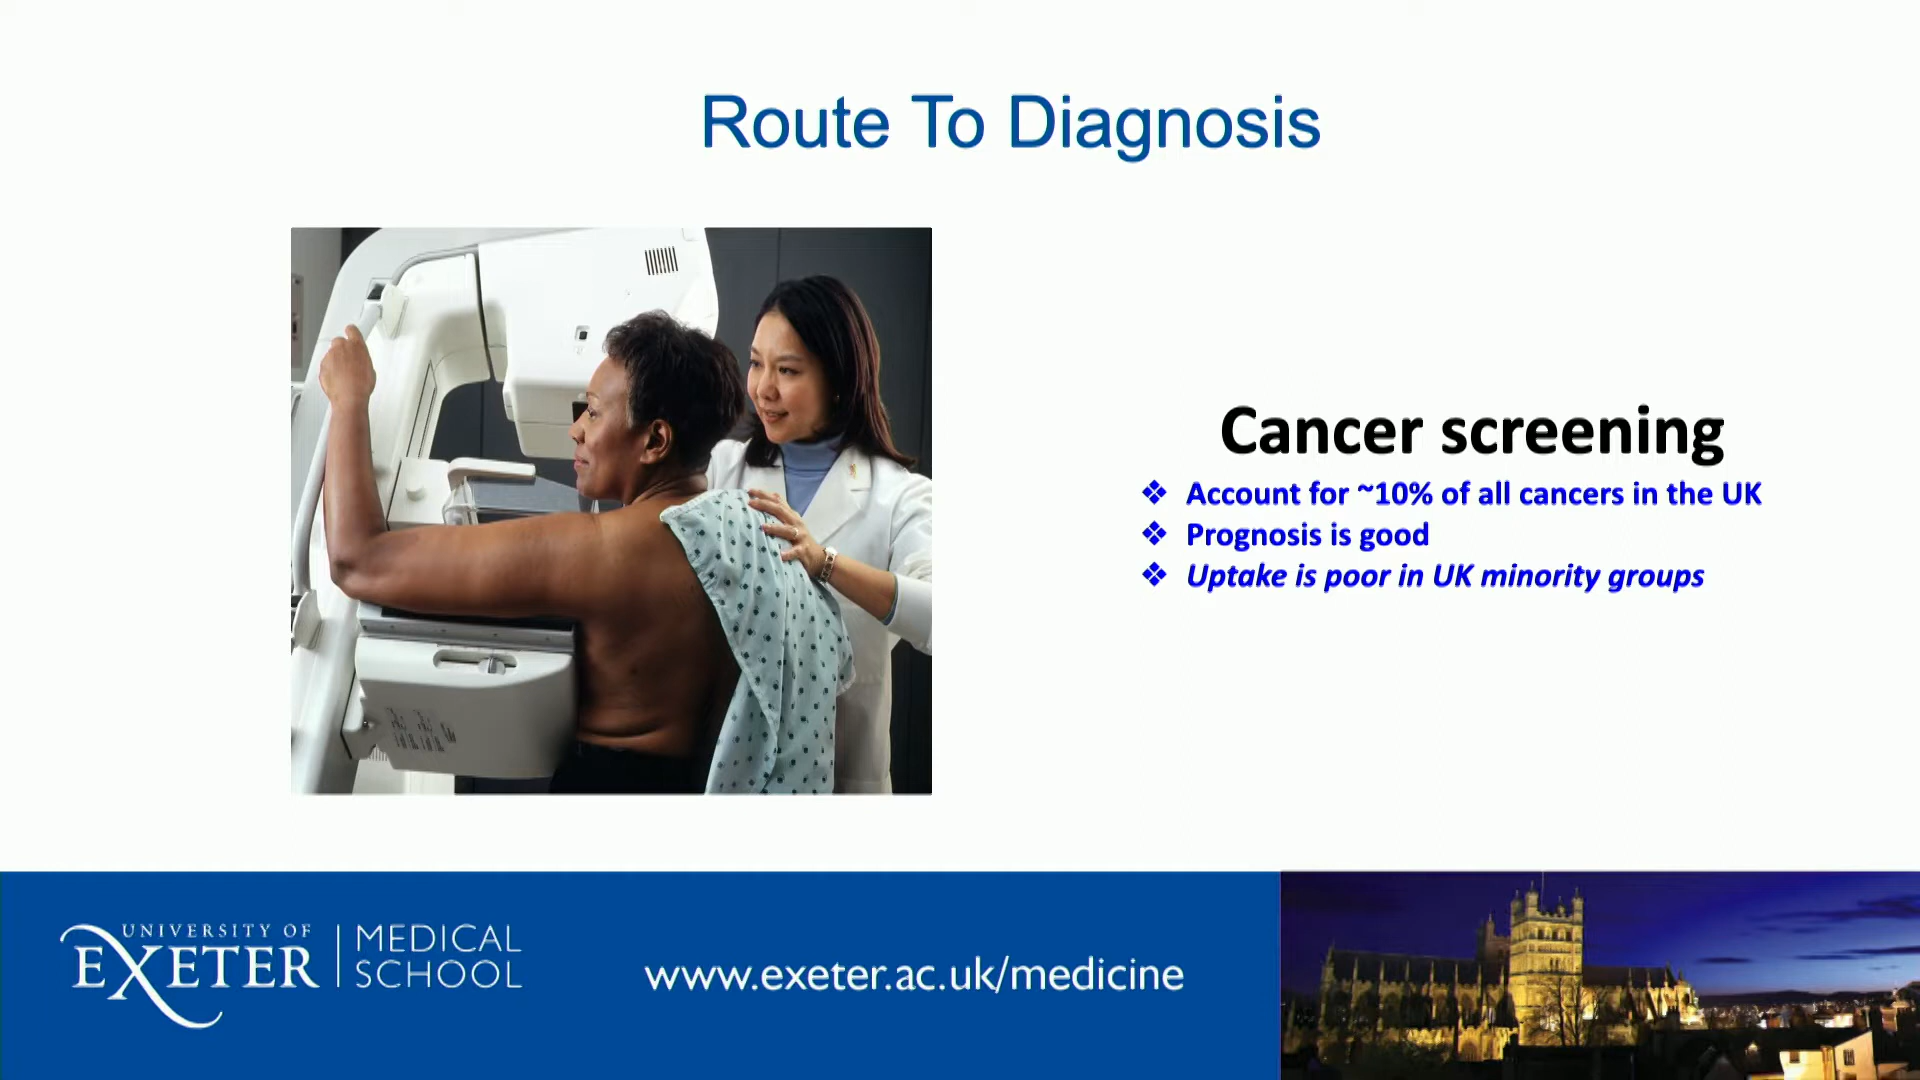 Route To Diagnosis
Cancer screening
❖ Account for ~10% of all cancers in the UK
❖ Prognosis is good
❖ Uptake is poor in UK minority groups
UNIVERSITY OF
EXETER
MEDICAL
SCHOOL
www.exeter.ac.uk/medicine